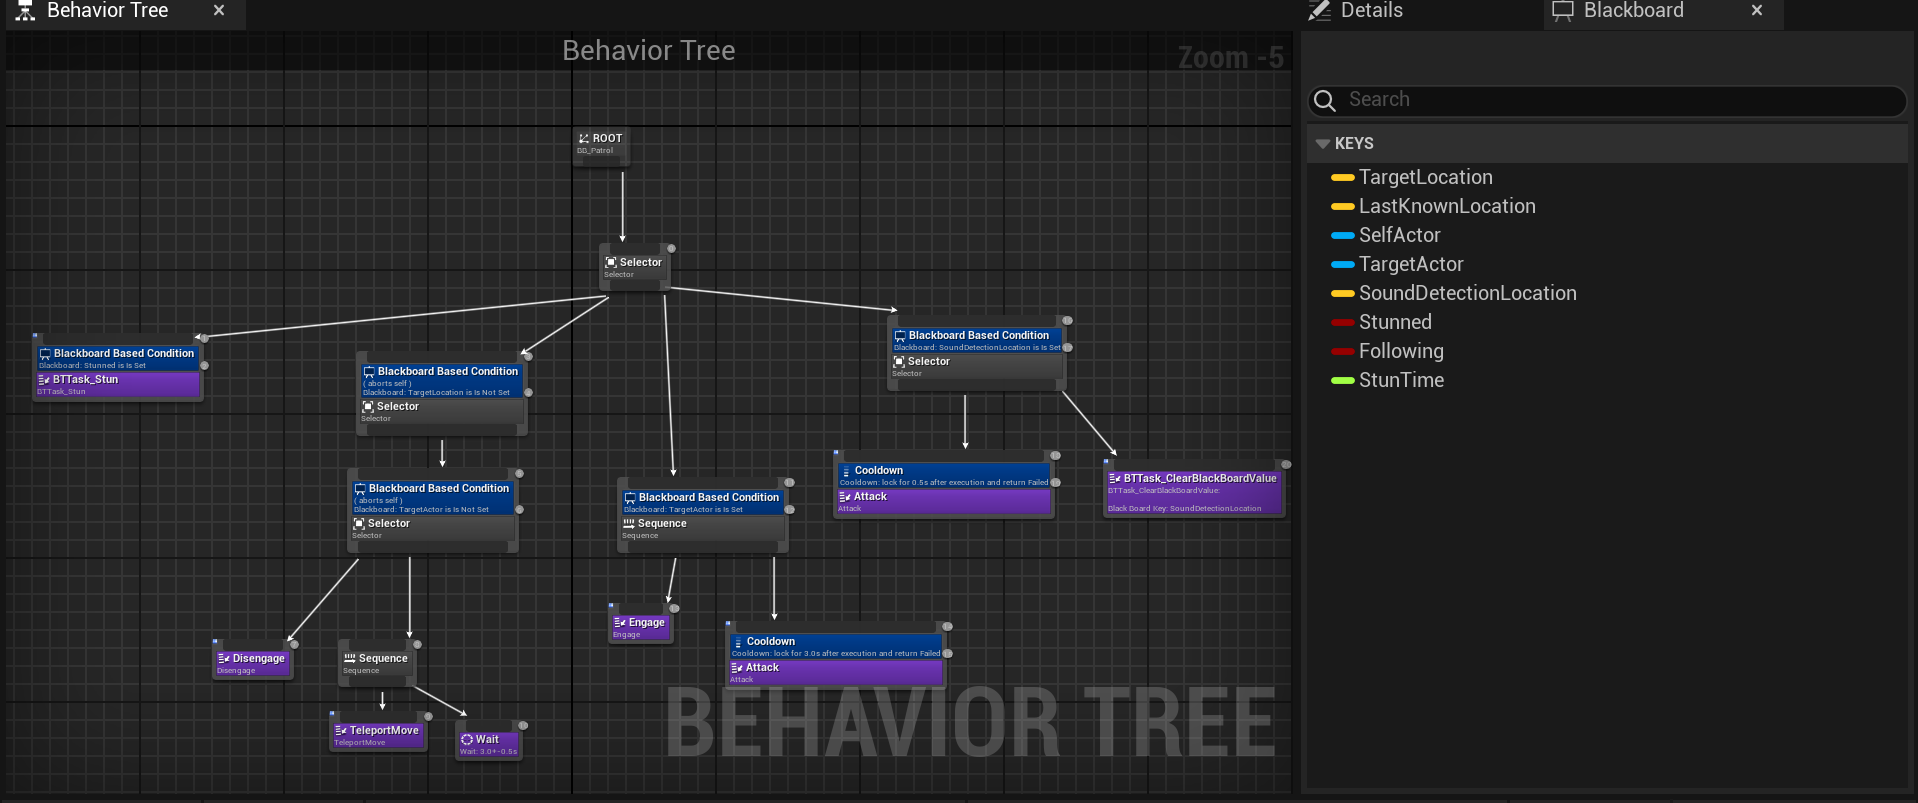 Behavior Tree
Details
Blackboard
Behavior Tree
Zoom -5
Search
KEYS
TargetLocation
LastKnownLocation
SelfActor
TargetActor
SoundDetectionLocation
Stunned
Following
StunTime
ROOT
BB_Patrol
Selector
Selector
Blackboard Based Condition
Blackboard: Stunned is Is Set
BTTask_Stun
BTTask_Stun
Blackboard Based Condition
( aborts self )
Blackboard: TargetLocation is Is Not Set
Selector
Selector
Blackboard Based Condition
( aborts self )
Blackboard: TargetActor is Is Not Set
Selector
Selector
Disengage
Disengage
Sequence
Sequence
TeleportMove
TeleportMove
Wait
Wait: 3.0+-0.5s
Blackboard Based Condition
Blackboard: TargetActor is Is Set
Sequence
Sequence
Engage
Engage
Cooldown
Cooldown: lock for 3.0s after execution and return Failed
Attack
Attack
Blackboard Based Condition
Blackboard: SoundDetectionLocation is Is Set
Selector
Selector
Cooldown
Cooldown: lock for 0.5s after execution and return Failed
Attack
Attack
BTTask_ClearBlackBoardValue
BTTask_ClearBlackBoardValue:
Black Board Key: SoundDetectionLocation
BEHAVIOR TREE